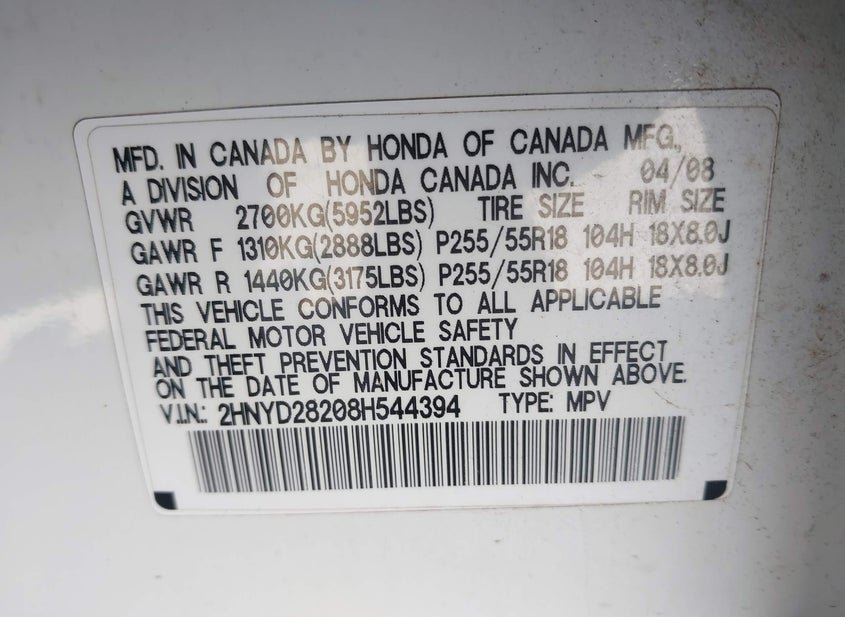 MFD. IN CANADA BY HONDA OF CANADA MFG.,
A DIVISION OF HONDA CANADA INC. 04/08
GVWR 2700KG(5952LBS) TIRE SIZE RIM SIZE
GAWR F 1310KG(2888LBS) P255/55R18 104H 18X8.0J
GAWR R 1440KG(3175LBS) P255/55R18 104H 18X8.0J
THIS VEHICLE CONFORMS TO ALL APPLICABLE
FEDERAL MOTOR VEHICLE SAFETY
AND THEFT PREVENTION STANDARDS IN EFFECT
ON THE DATE OF MANUFACTURE SHOWN ABOVE.
V.I.N.: 2HNYD28208H544394 TYPE: MPV